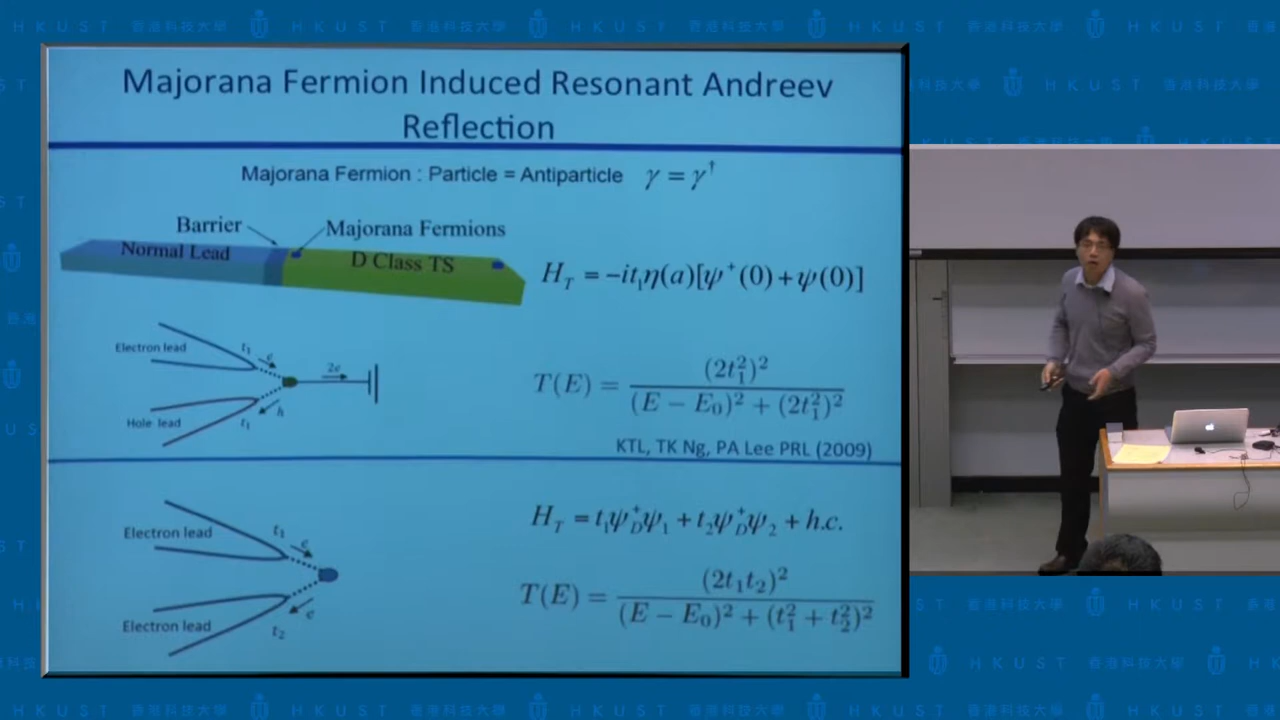 HKUST 香港科技大學
Majorana Fermion Induced Resonant Andreev
Reflection
Majorana Fermion : Particle = Antiparticle γ = γ†
Barrier
Majorana Fermions
Normal Lead
D Class TS
H_T = −it₁η(a)[ψ⁺(0)+ψ(0)]
Electron lead
t₁
e
2e
Hole lead
t₁
h
T(E) = (2t₁²)² / ((E − E₀)² + (2t₁²)²)
KTL, TK Ng, PA Lee PRL (2009)
Electron lead
t₁
e
Electron lead
t₂
e
H_T = t₁ψ_D⁺ψ₁ + t₂ψ_D⁺ψ₂ + h.c.
T(E) = (2t₁t₂)² / ((E − E₀)² + (t₁² + t₂²)²)